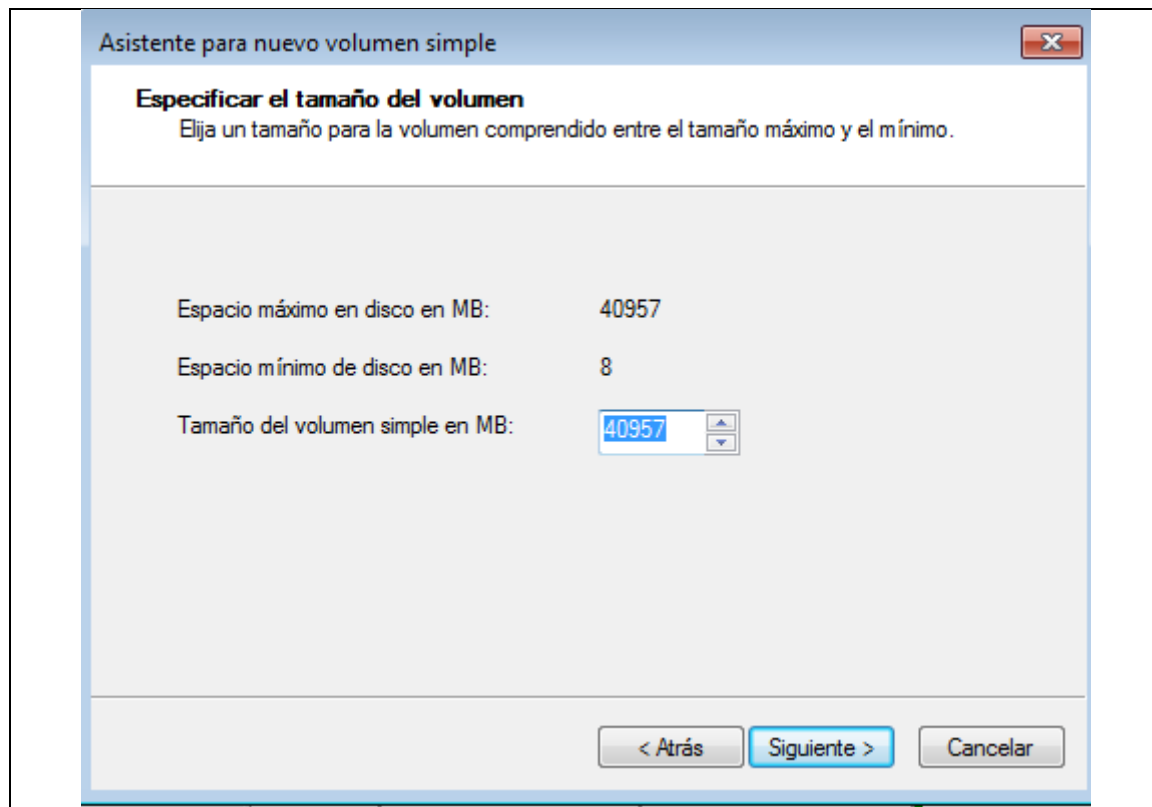 Asistente para nuevo volumen simple
Especificar el tamaño del volumen
Elija un tamaño para la volumen comprendido entre el tamaño máximo y el mínimo.
Espacio máximo en disco en MB: 40957
Espacio mínimo de disco en MB: 8
Tamaño del volumen simple en MB: 40957
< Atrás Siguiente > Cancelar